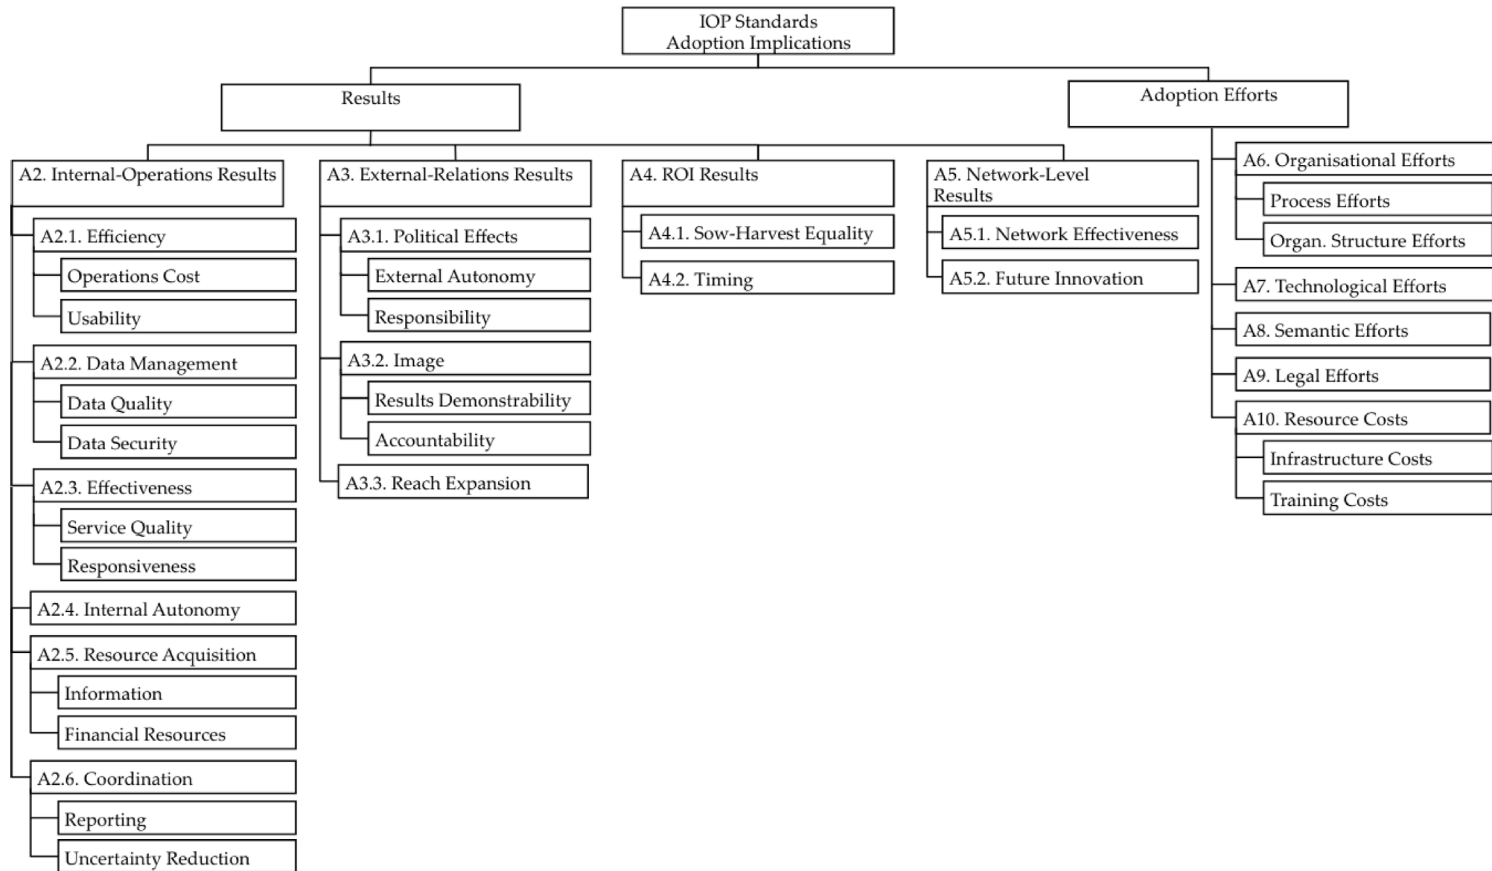 IOP Standards
Adoption Implications
Results
Adoption Efforts
A2. Internal-Operations Results
A2.1. Efficiency
Operations Cost
Usability
A2.2. Data Management
Data Quality
Data Security
A2.3. Effectiveness
Service Quality
Responsiveness
A2.4. Internal Autonomy
A2.5. Resource Acquisition
Information
Financial Resources
A2.6. Coordination
Reporting
Uncertainty Reduction
A3. External-Relations Results
A3.1. Political Effects
External Autonomy
Responsibility
A3.2. Image
Results Demonstrability
Accountability
A3.3. Reach Expansion
A4. ROI Results
A4.1. Sow-Harvest Equality
A4.2. Timing
A5. Network-Level
Results
A5.1. Network Effectiveness
A5.2. Future Innovation
A6. Organisational Efforts
Process Efforts
Organ. Structure Efforts
A7. Technological Efforts
A8. Semantic Efforts
A9. Legal Efforts
A10. Resource Costs
Infrastructure Costs
Training Costs